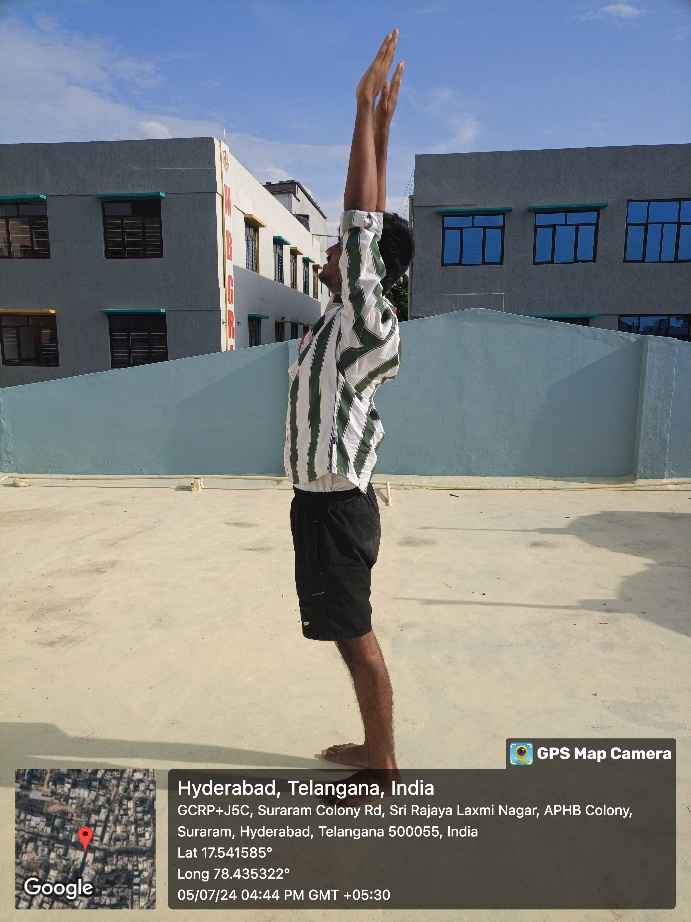 N
B
G
R
GPS Map Camera
Hyderabad, Telangana, India
GCRP+J5C, Suraram Colony Rd, Sri Rajaya Laxmi Nagar, APHB Colony,
Suraram, Hyderabad, Telangana 500055, India
Lat 17.541585°
Long 78.435322°
05/07/24 04:44 PM GMT +05:30
Google